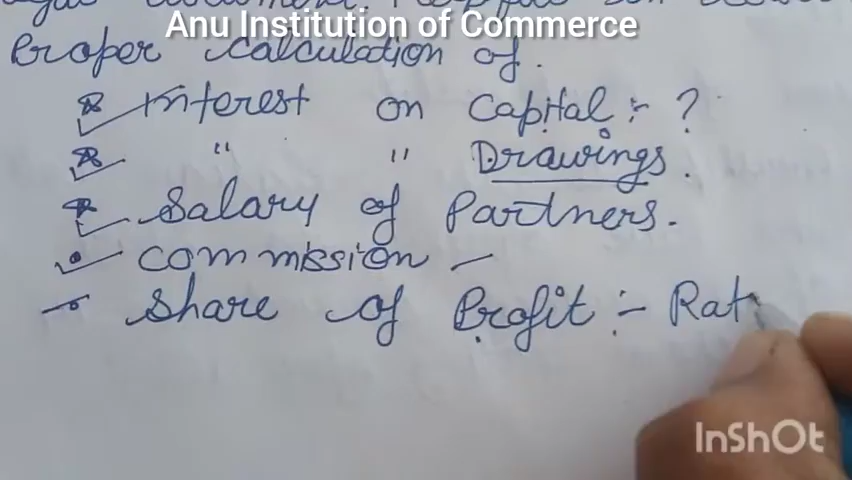 Anu Institution of Commerce
Proper Calculation of.
Interest on Capital :- ?
" " Drawings.
Salary of Partners.
Commission -
Share of Profit :- Rat
InShOt